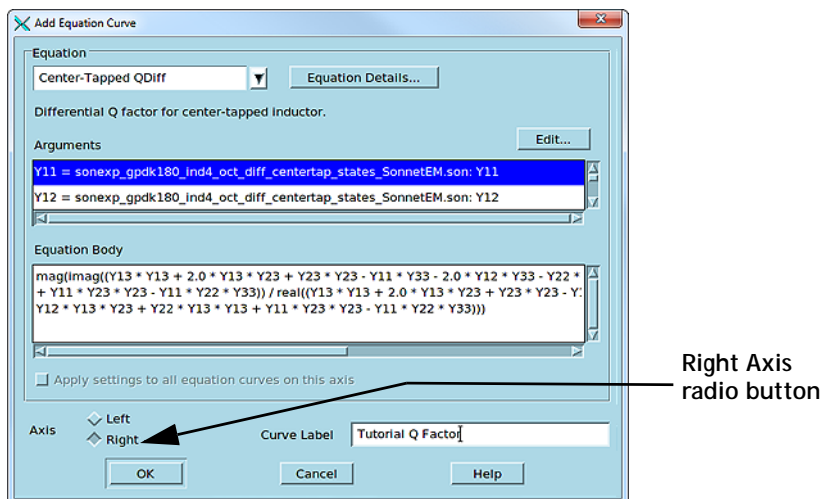 Add Equation Curve
Equation
Center-Tapped QDiff
Equation Details...
Differential Q factor for center-tapped inductor.
Arguments
Edit...
Y11 = sonexp_gpdk180_ind4_oct_diff_centertap_states_SonnetEM.son: Y11
Y12 = sonexp_gpdk180_ind4_oct_diff_centertap_states_SonnetEM.son: Y12
Equation Body
mag(imag((Y13 * Y13 + 2.0 * Y13 * Y23 + Y23 * Y23 - Y11 * Y33 - 2.0 * Y12 * Y33 - Y22 *
+ Y11 * Y23 * Y23 - Y11 * Y22 * Y33)) / real((Y13 * Y13 + 2.0 * Y13 * Y23 + Y23 * Y23 -
Y12 * Y13 * Y23 + Y22 * Y13 * Y13 + Y11 * Y23 * Y23 - Y11 * Y22 * Y33)))
Apply settings to all equation curves on this axis
Axis
Left
Right
Curve Label
Tutorial Q Factor
OK
Cancel
Help
Right Axis
radio button